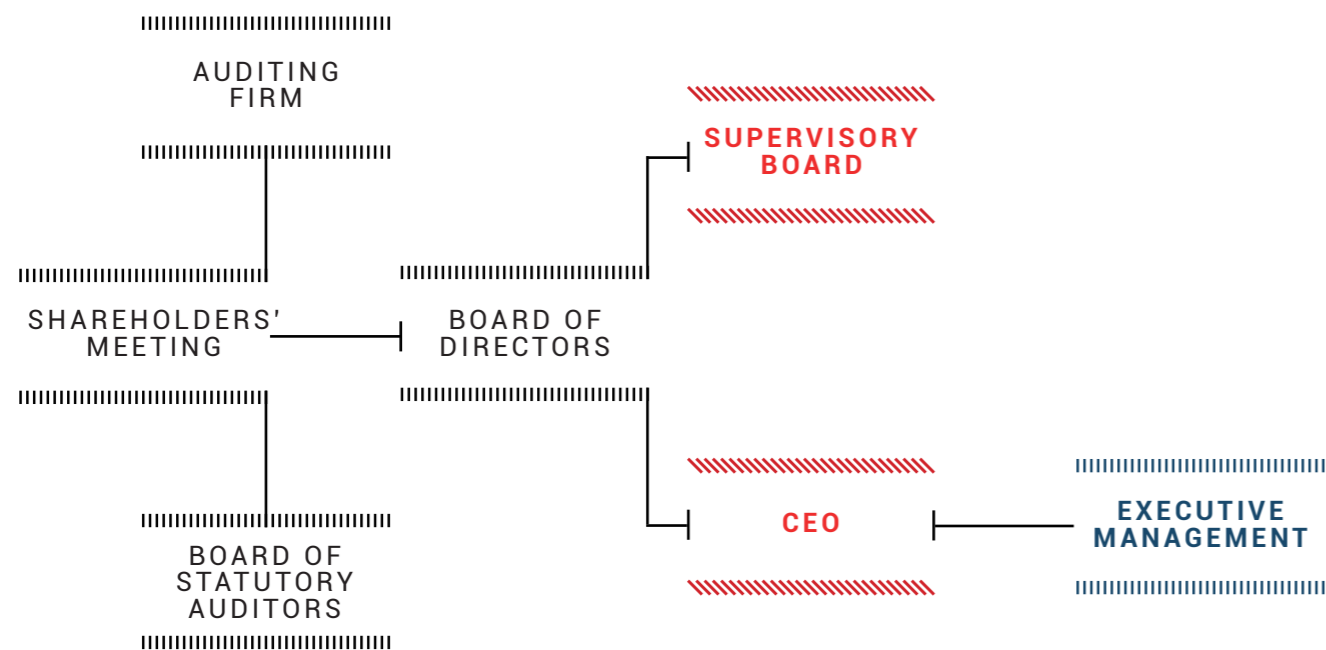 AUDITING
FIRM
SUPERVISORY
BOARD
SHAREHOLDERS'
MEETING
BOARD OF
DIRECTORS
CEO
EXECUTIVE
MANAGEMENT
BOARD OF
STATUTORY
AUDITORS